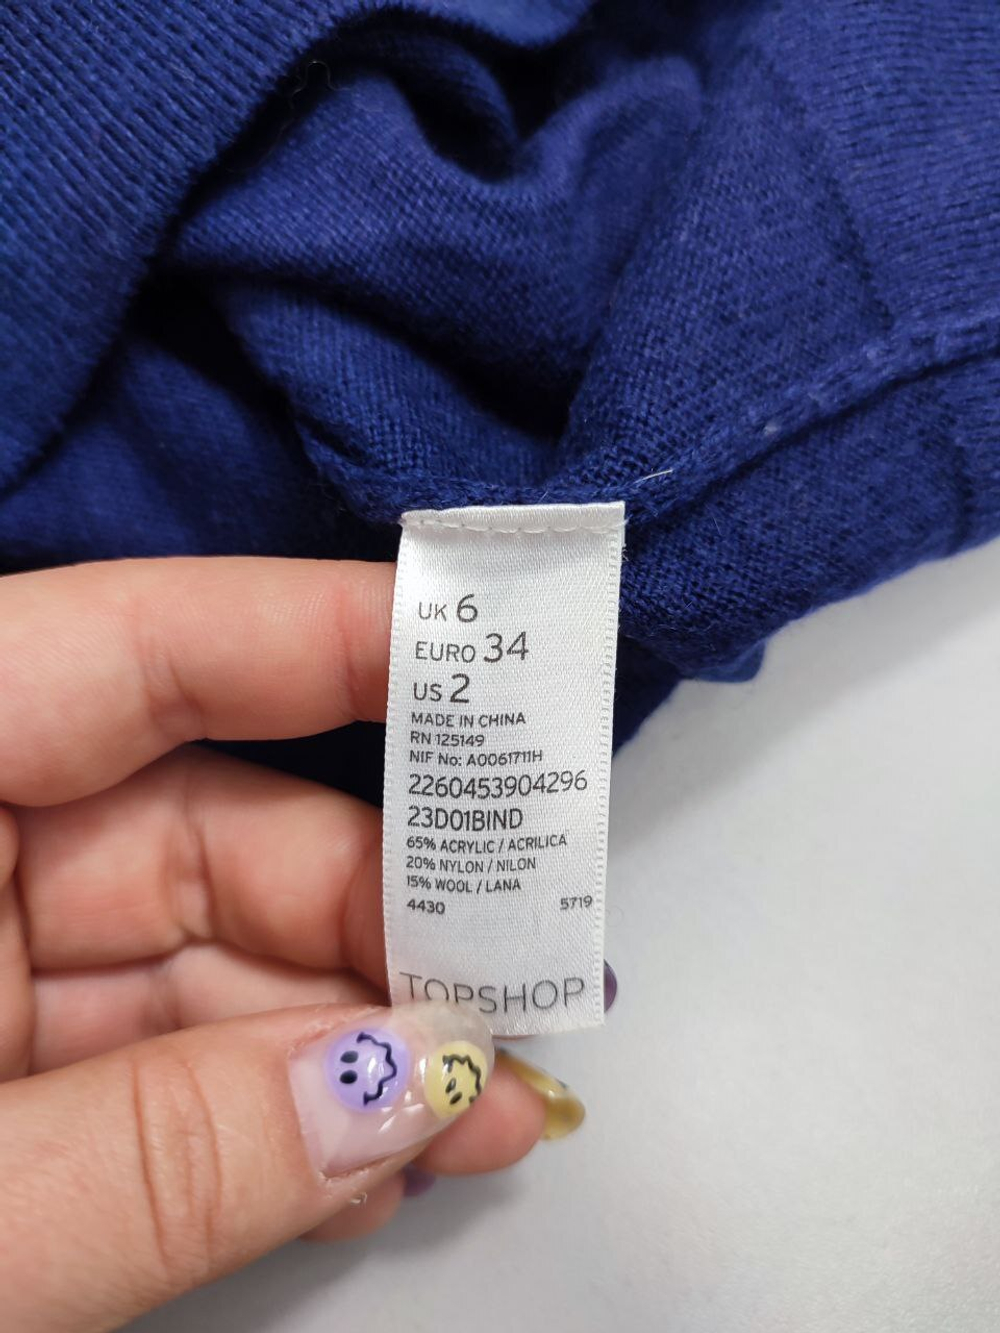 UK 6
EURO 34
US 2
MADE IN CHINA
RN 125149
NIF No: A0061711H
2260453904296
23D01BIND
65% ACRYLIC / ACRILICA
20% NYLON / NILON
15% WOOL / LANA
4430 5719
TOPSHOP